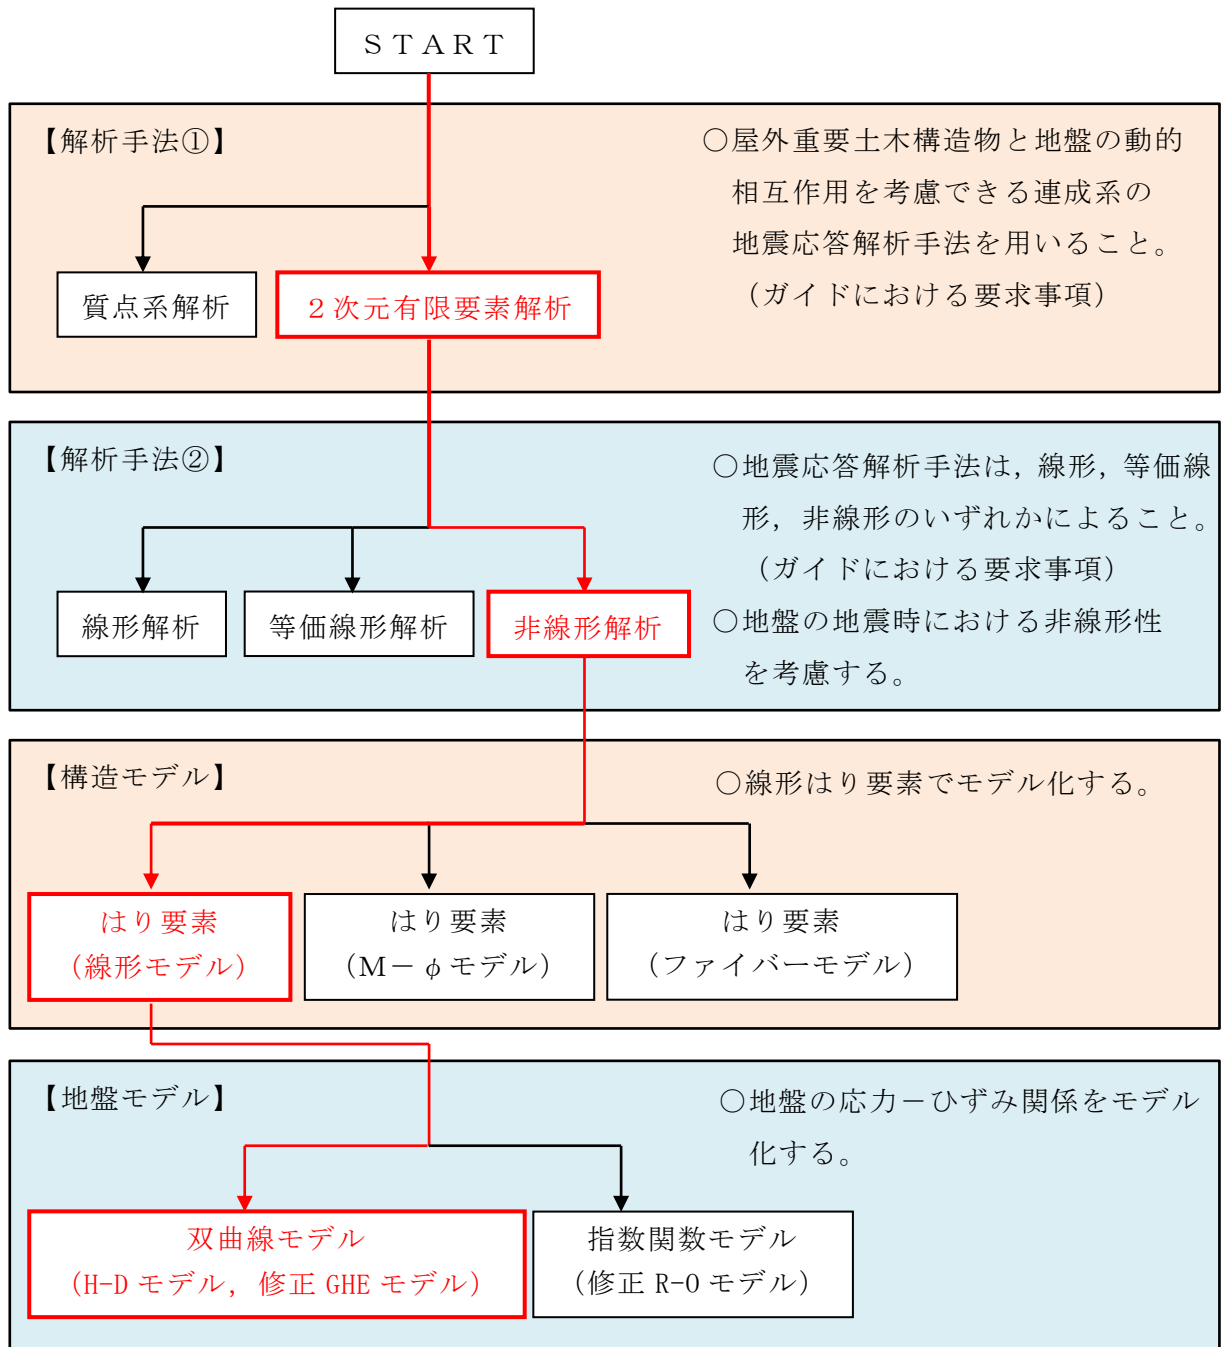 ＳＴＡＲＴ
【解析手法①】
○屋外重要土木構造物と地盤の動的
相互作用を考慮できる連成系の
地震応答解析手法を用いること。
（ガイドにおける要求事項）
質点系解析
２次元有限要素解析
【解析手法②】
○地震応答解析手法は，線形，等価線
形，非線形のいずれかによること。
（ガイドにおける要求事項）
○地盤の地震時における非線形性
を考慮する。
線形解析
等価線形解析
非線形解析
【構造モデル】
○線形はり要素でモデル化する。
はり要素
（線形モデル）
はり要素
（Ｍ－φモデル）
はり要素
（ファイバーモデル）
【地盤モデル】
○地盤の応力－ひずみ関係をモデル
化する。
双曲線モデル
（H-D モデル，修正 GHE モデル）
指数関数モデル
（修正 R-O モデル）